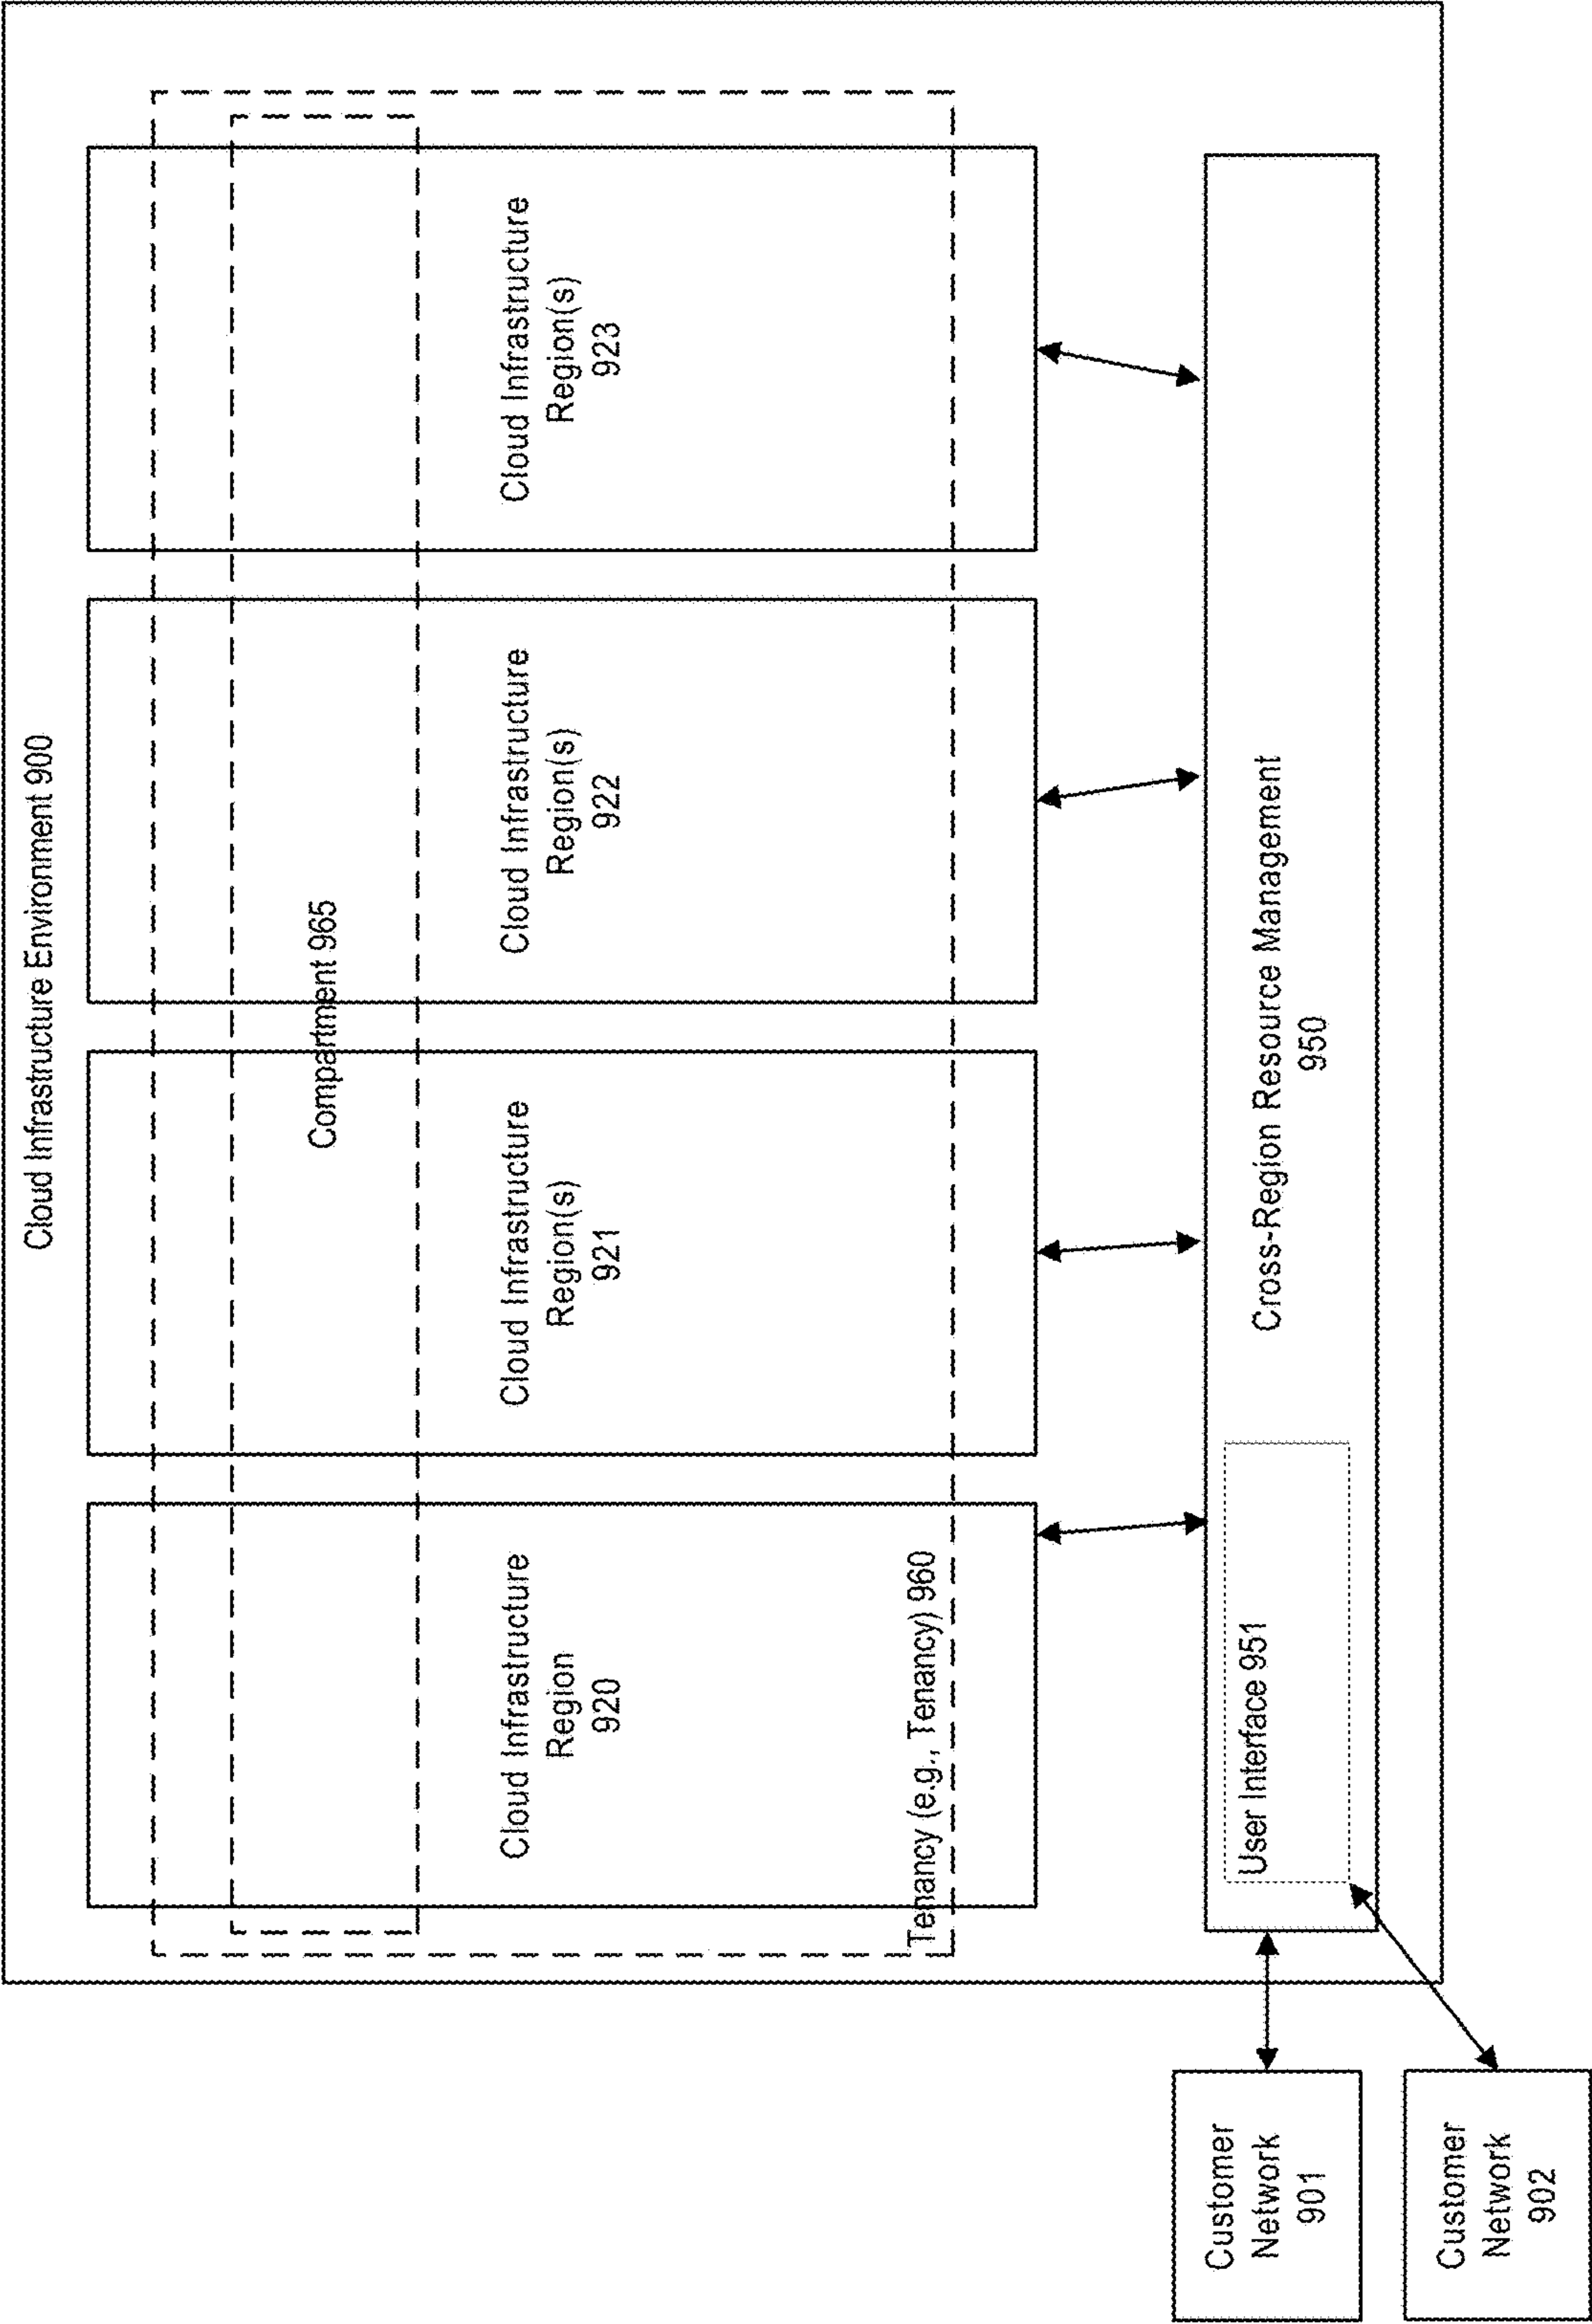 Cloud Infrastructure Environment 900
Compartment 965
Cloud Infrastructure
Region
920
Cloud Infrastructure
Region(s)
921
Cloud Infrastructure
Region(s)
922
Cloud Infrastructure
Region(s)
923
Tenancy (e.g., Tenancy) 960
User Interface 951
Cross-Region Resource Management
950
Customer
Network
901
Customer
Network
902